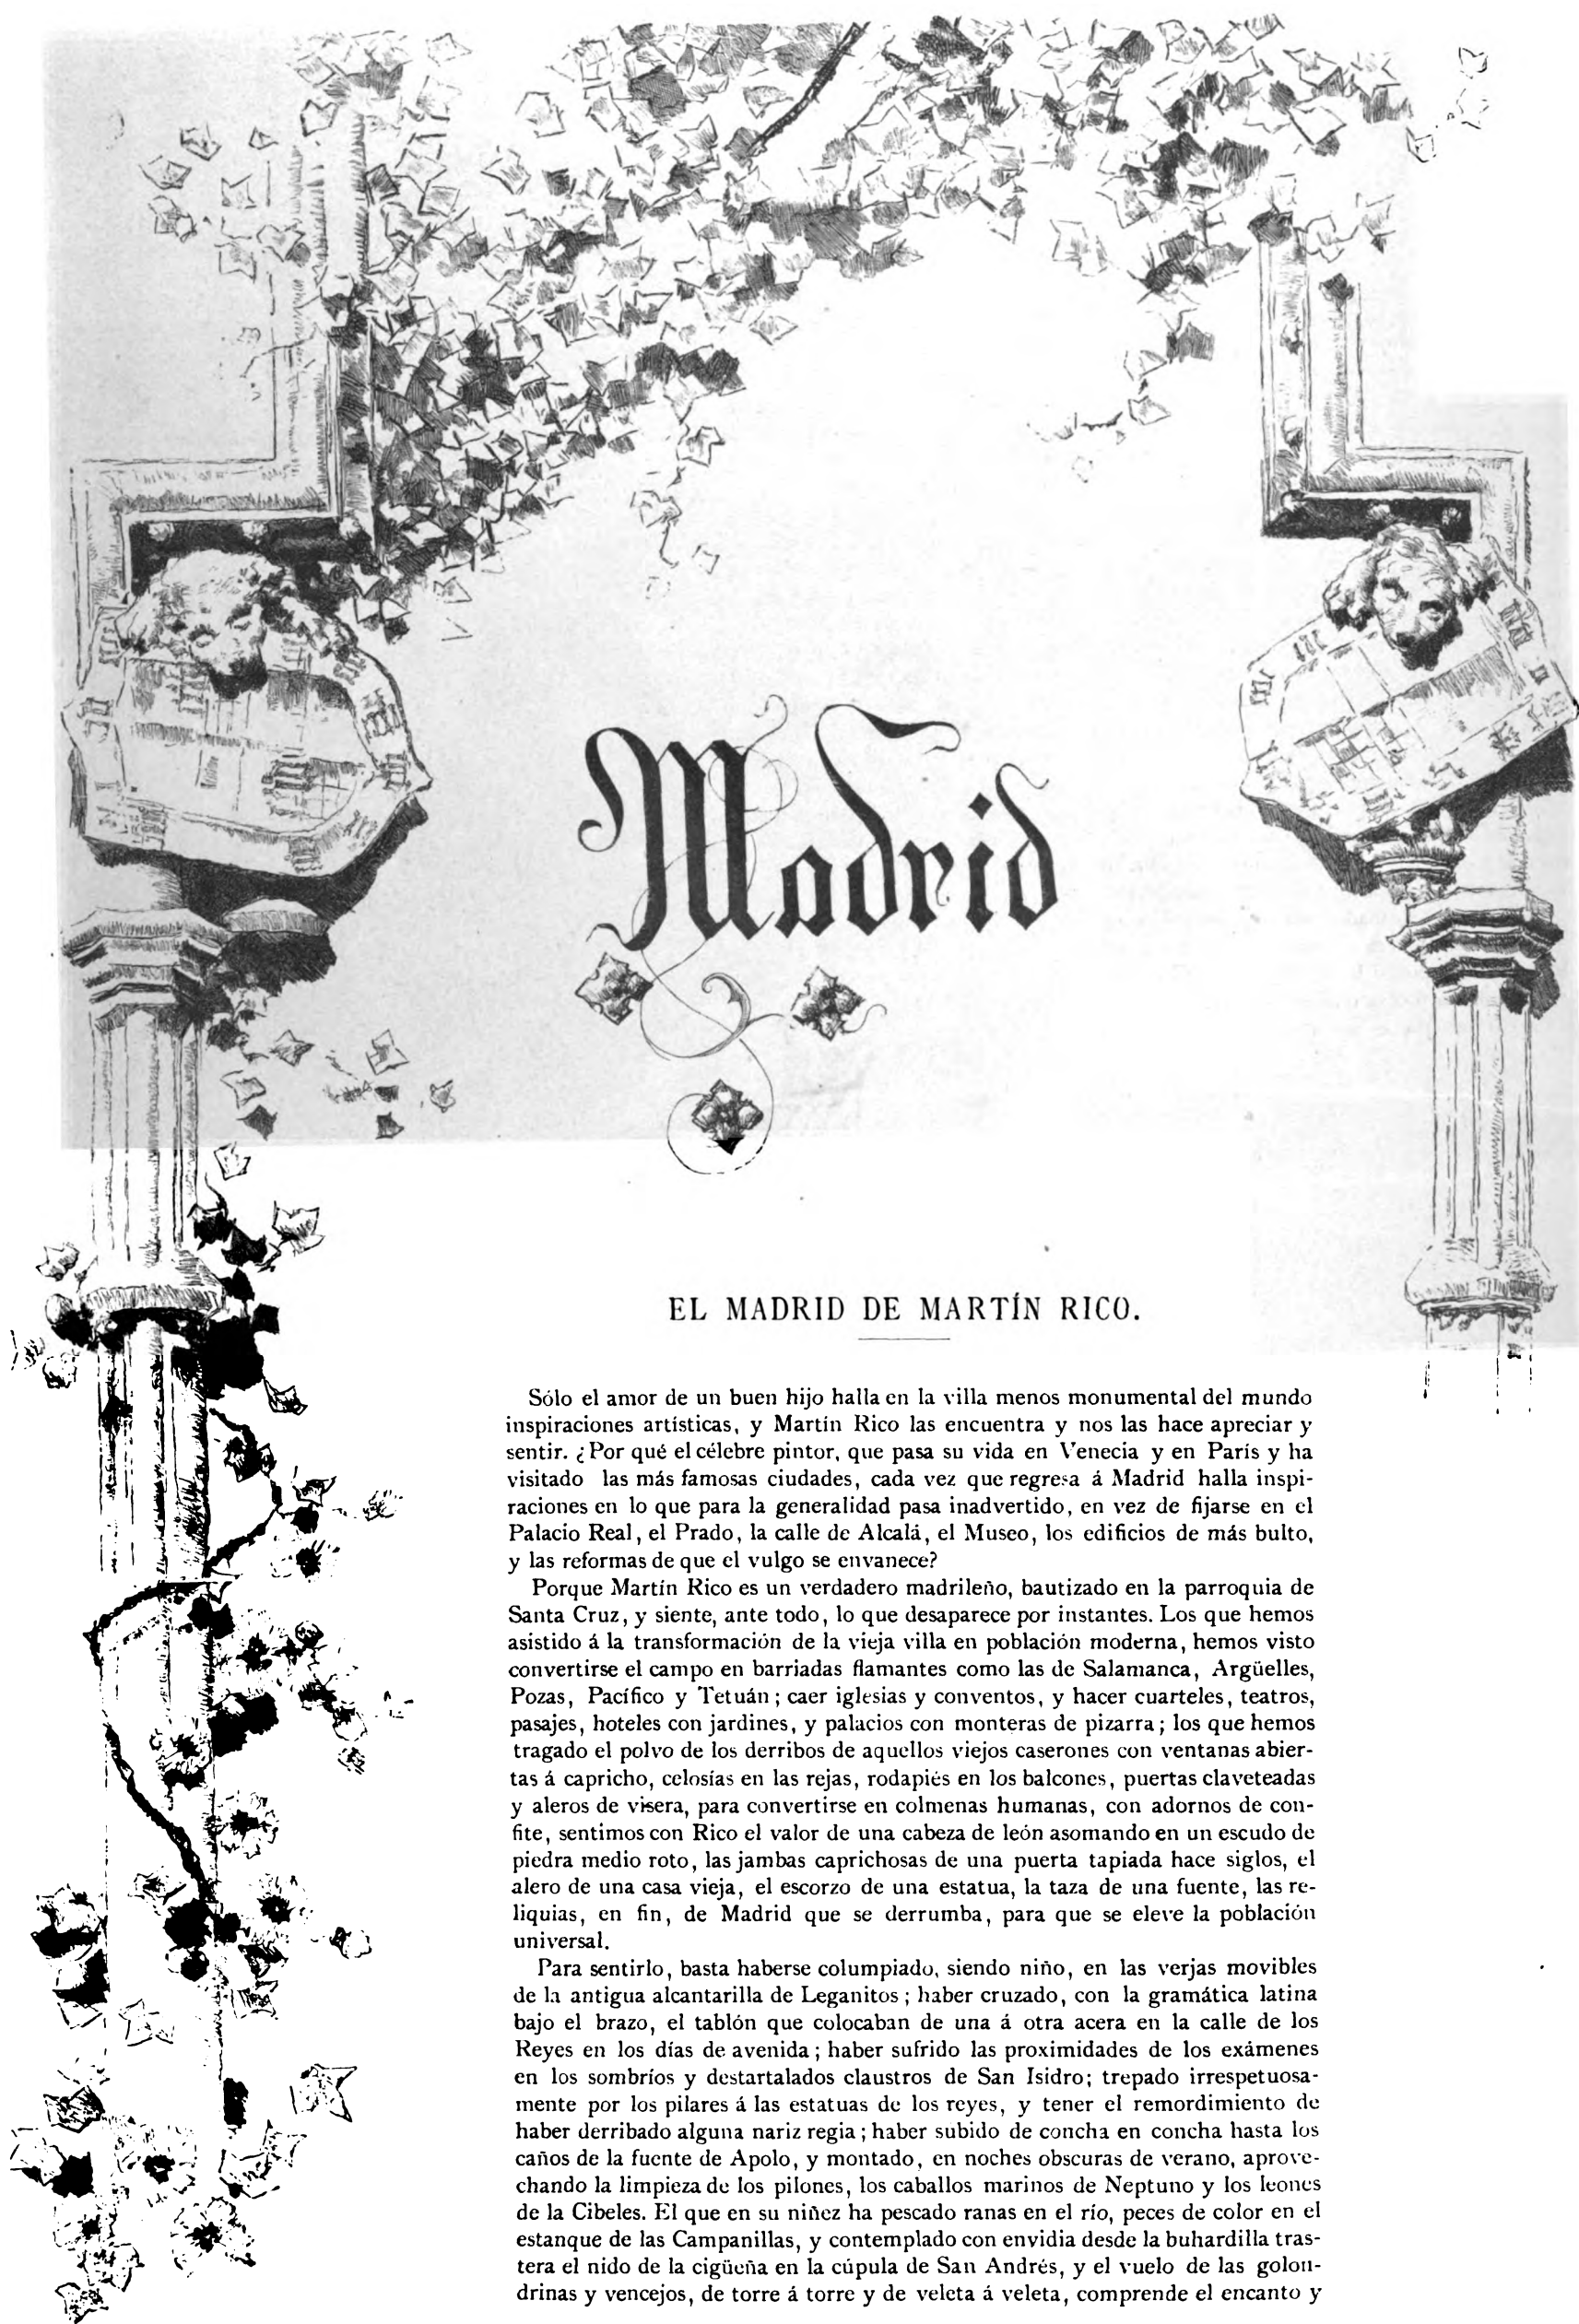 Madrid
EL MADRID DE MARTÍN RICO.
Sólo el amor de un buen hijo halla en la villa menos monumental del mundo
inspiraciones artísticas, y Martín Rico las encuentra y nos las hace apreciar y
sentir. ¿Por qué el célebre pintor, que pasa su vida en Venecia y en París y ha
visitado las más famosas ciudades, cada vez que regresa á Madrid halla inspi-
raciones en lo que para la generalidad pasa inadvertido, en vez de fijarse en el
Palacio Real, el Prado, la calle de Alcalá, el Museo, los edificios de más bulto,
y las reformas de que el vulgo se envanece?
Porque Martín Rico es un verdadero madrileño, bautizado en la parroquia de
Santa Cruz, y siente, ante todo, lo que desaparece por instantes. Los que hemos
asistido á la transformación de la vieja villa en población moderna, hemos visto
convertirse el campo en barriadas flamantes como las de Salamanca, Argüelles,
Pozas, Pacífico y Tetuán; caer iglesias y conventos, y hacer cuarteles, teatros,
pasajes, hoteles con jardines, y palacios con monteras de pizarra; los que hemos
tragado el polvo de los derribos de aquellos viejos caserones con ventanas abier-
tas á capricho, celosías en las rejas, rodapiés en los balcones, puertas claveteadas
y aleros de visera, para convertirse en colmenas humanas, con adornos de con-
fite, sentimos con Rico el valor de una cabeza de león asomando en un escudo de
piedra medio roto, las jambas caprichosas de una puerta tapiada hace siglos, el
alero de una casa vieja, el escorzo de una estatua, la taza de una fuente, las re-
liquias, en fin, de Madrid que se derrumba, para que se eleve la población
universal.
Para sentirlo, basta haberse columpiado, siendo niño, en las verjas movibles
de la antigua alcantarilla de Leganitos; haber cruzado, con la gramática latina
bajo el brazo, el tablón que colocaban de una á otra acera en la calle de los
Reyes en los días de avenida; haber sufrido las proximidades de los exámenes
en los sombríos y destartalados claustros de San Isidro; trepado irrespetuosa-
mente por los pilares á las estatuas de los reyes, y tener el remordimiento de
haber derribado alguna nariz regia; haber subido de concha en concha hasta los
caños de la fuente de Apolo, y montado, en noches obscuras de verano, aprove-
chando la limpieza de los pilones, los caballos marinos de Neptuno y los leones
de la Cibeles. El que en su niñez ha pescado ranas en el río, peces de color en el
estanque de las Campanillas, y contemplado con envidia desde la buhardilla tras-
tera el nido de la cigüeña en la cúpula de San Andrés, y el vuelo de las golon-
drinas y vencejos, de torre á torre y de veleta á veleta, comprende el encanto y